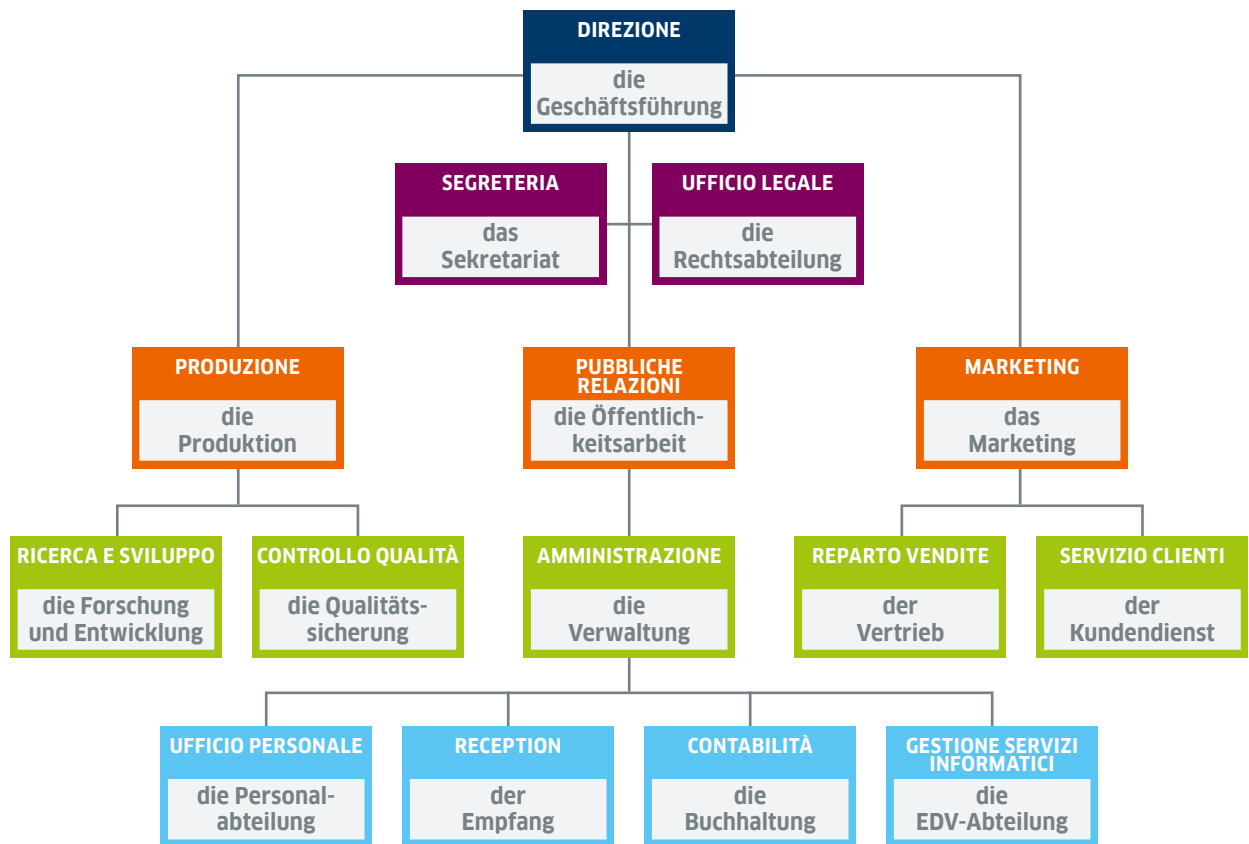 DIREZIONE
die
Geschäftsführung
SEGRETERIA
das
Sekretariat
UFFICIO LEGALE
die
Rechtsabteilung
PRODUZIONE
die
Produktion
PUBBLICHE
RELAZIONI
die Öffentlich-
keitsarbeit
MARKETING
das
Marketing
RICERCA E SVILUPPO
die Forschung
und Entwicklung
CONTROLLO QUALITÀ
die Qualitäts-
sicherung
AMMINISTRAZIONE
die
Verwaltung
REPARTO VENDITE
der
Vertrieb
SERVIZIO CLIENTI
der
Kundendienst
UFFICIO PERSONALE
die Personal-
abteilung
RECEPTION
der
Empfang
CONTABILITÀ
die
Buchhaltung
GESTIONE SERVIZI
INFORMATICI
die
EDV-Abteilung